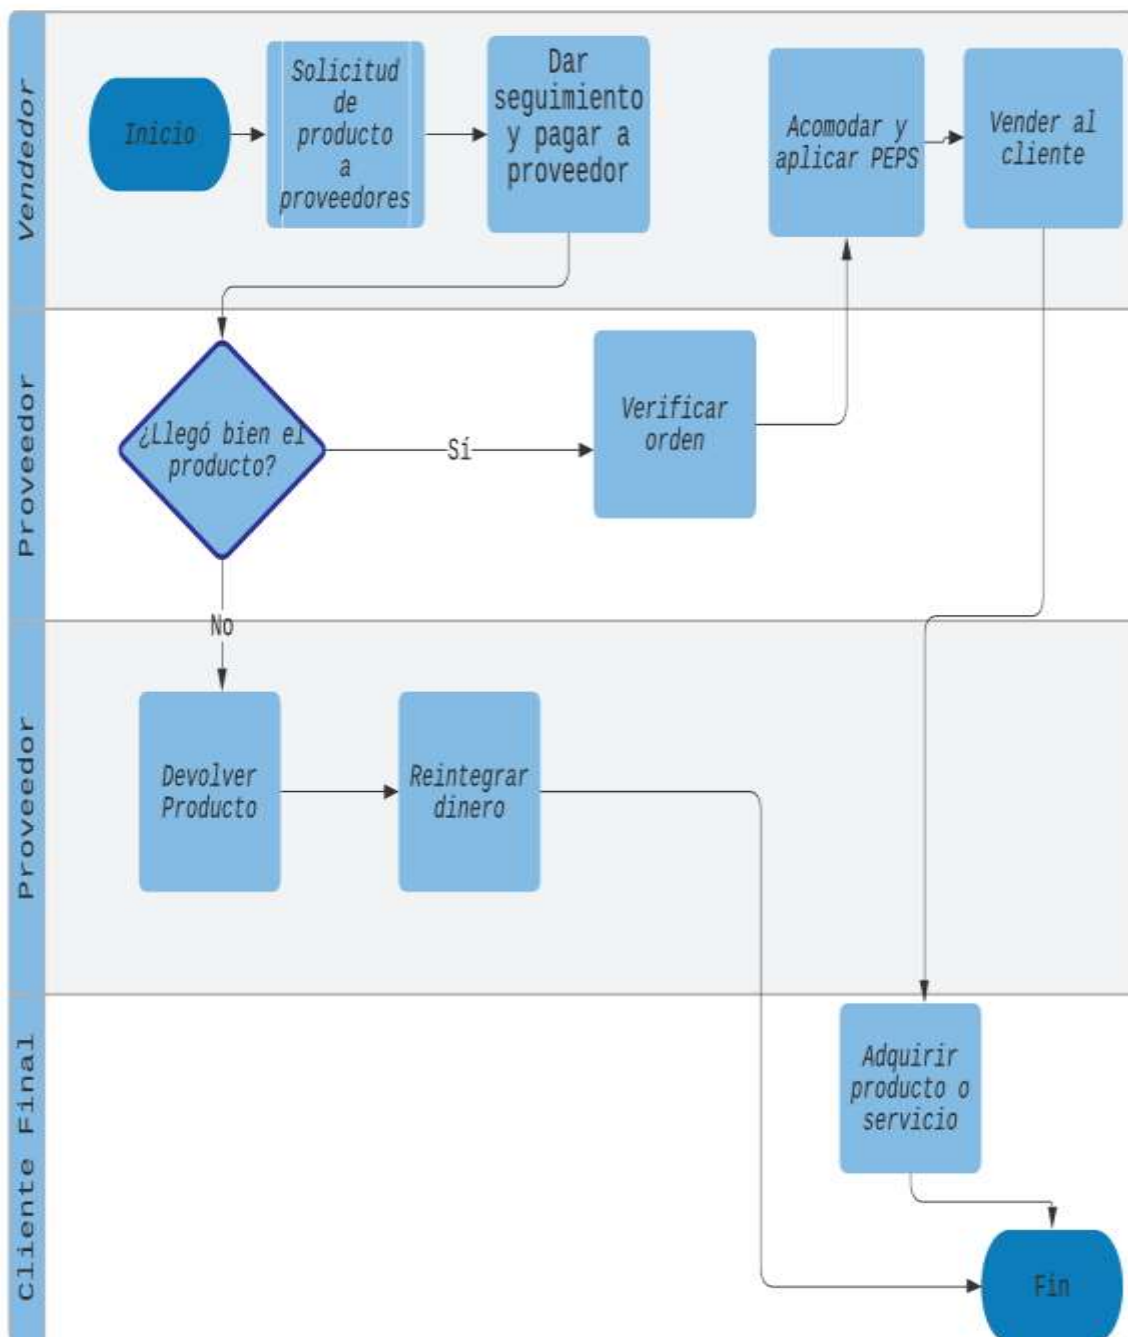 Vendedor
Inicio
Solicitud
de
producto
a
proveedores
Dar
seguimiento
y pagar a
proveedor
Acomodar y
aplicar PEPS
Vender al
cliente
Proveedor
¿Llegó bien el
producto?
Sí
Verificar
orden
No
Proveedor
Devolver
Producto
Reintegrar
dinero
Cliente Final
Adquirir
producto o
servicio
Fin